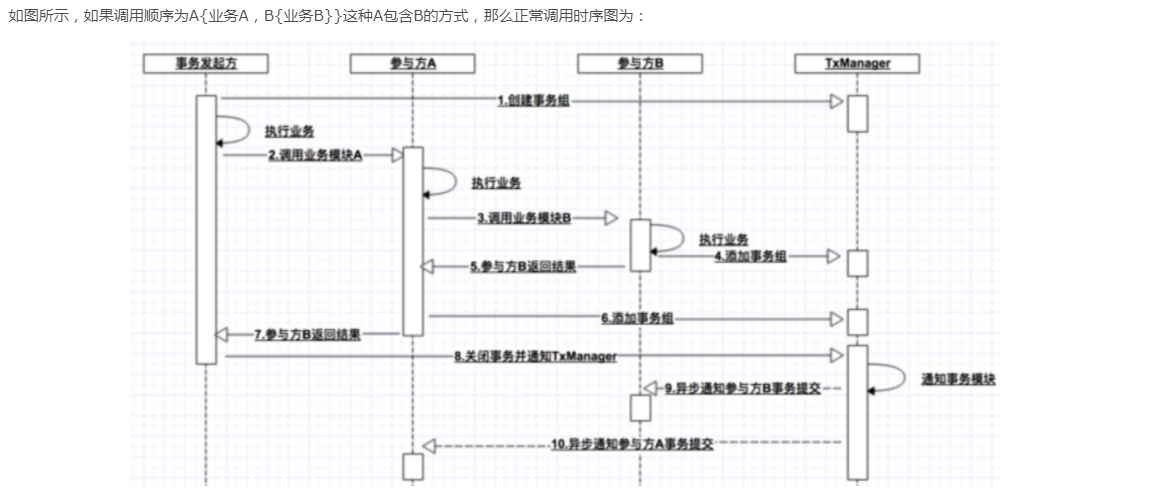 如图所示，如果调用顺序为A{业务A，B{业务B}}这种A包含B的方式，那么正常调用时序图为：
事务发起方 参与方A 参与方B TxManager
1.创建事务组
执行业务
2.调用业务模块A
执行业务
3.调用业务模块B
执行业务
4.添加事务组
5.参与方B返回结果
6.添加事务组
7.参与方B返回结果
8.关闭事务并通知TxManager
通知事务模块
9.异步通知参与方B事务提交
10.异步通知参与方A事务提交